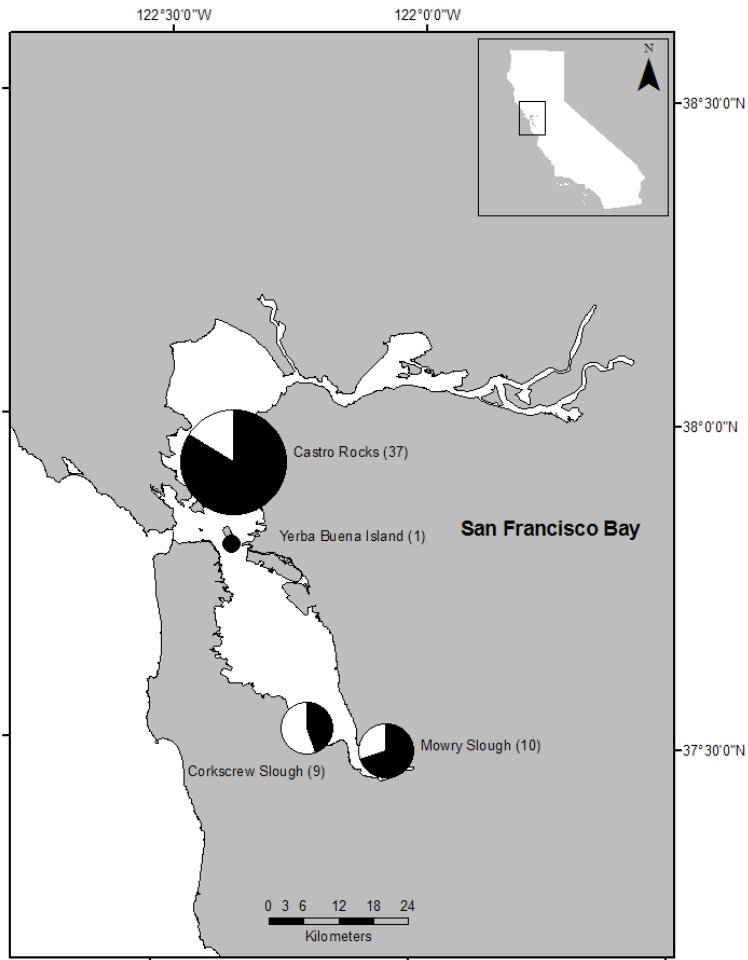 122°30'0"W
122°0'0"W
N
38°30'0"N
38°0'0"N
Castro Rocks (37)
San Francisco Bay
Yerba Buena Island (1)
Mowry Slough (10)
37°30'0"N
Corkscrew Slough (9)
0 3 6 12 18 24
Kilometers